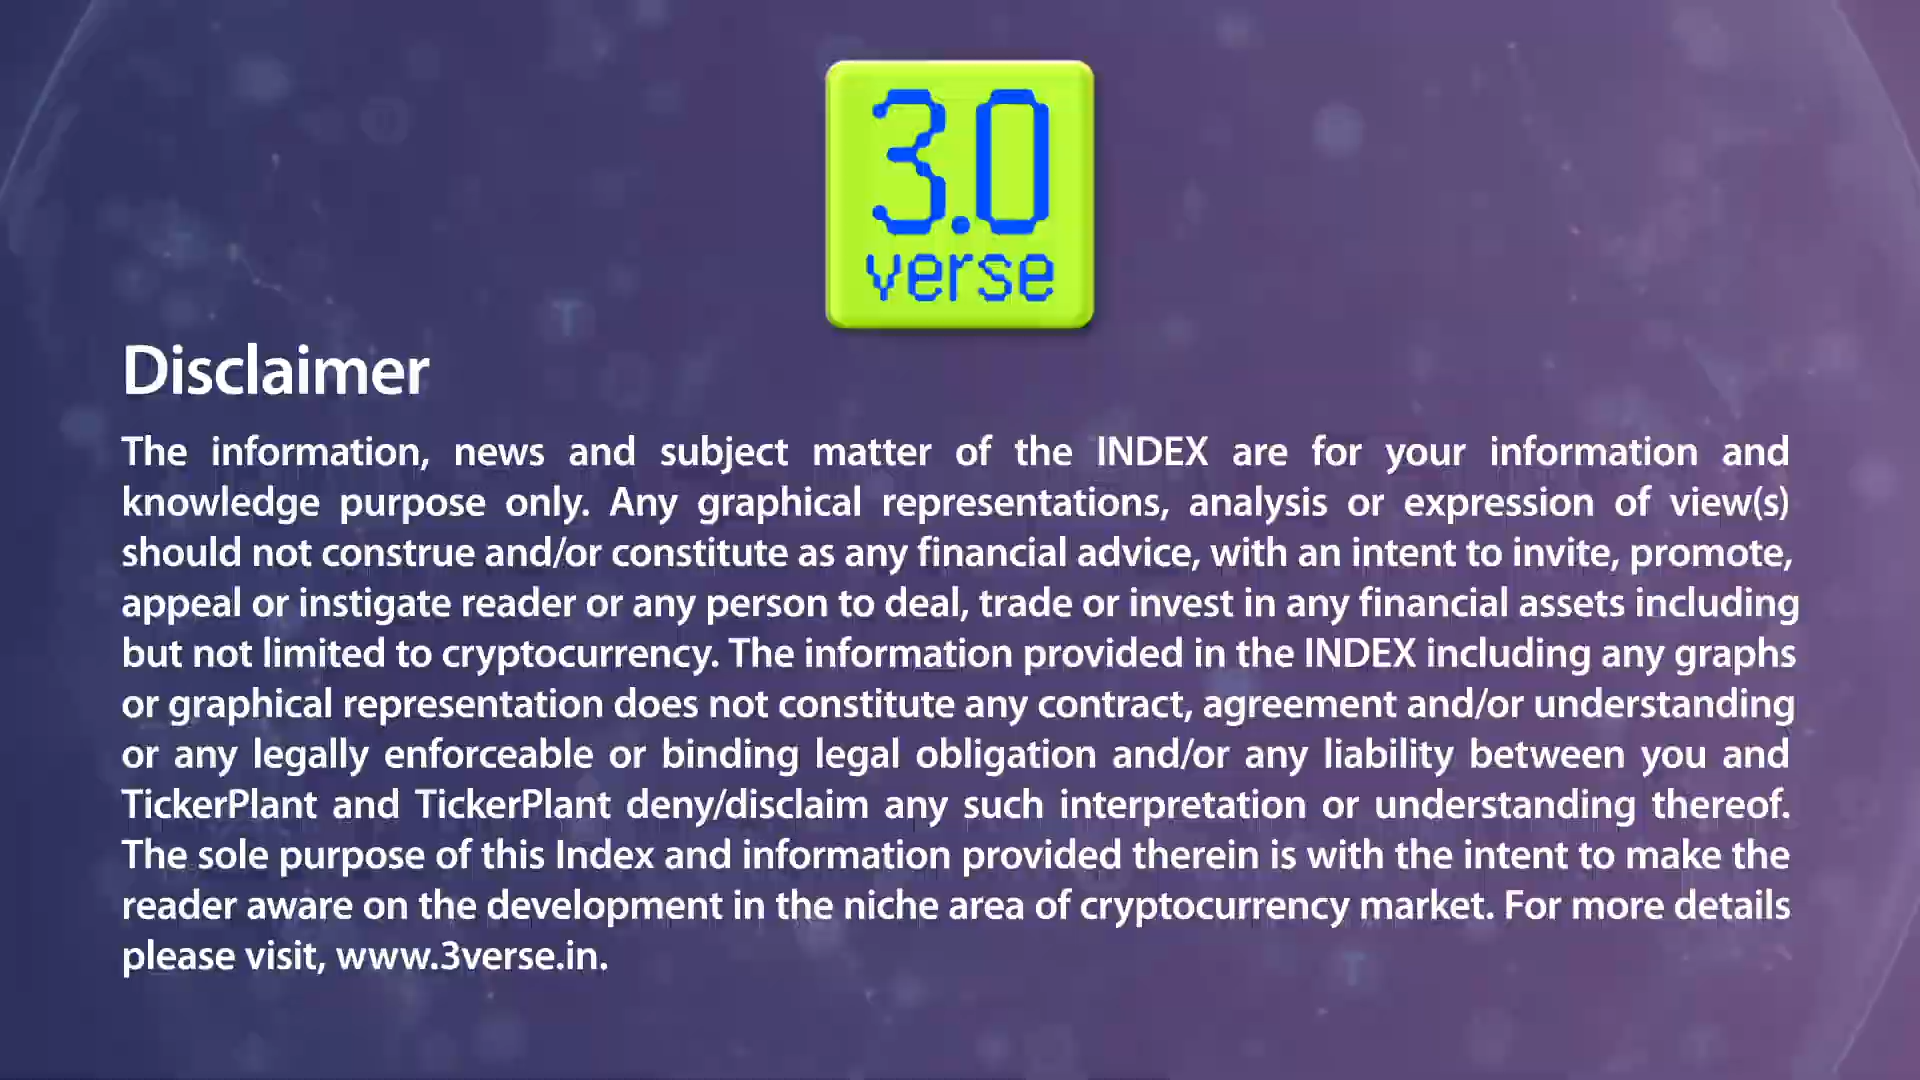 3.0
verse
Disclaimer
The information, news and subject matter of the INDEX are for your information and
knowledge purpose only. Any graphical representations, analysis or expression of view(s)
should not construe and/or constitute as any financial advice, with an intent to invite, promote,
appeal or instigate reader or any person to deal, trade or invest in any financial assets including
but not limited to cryptocurrency. The information provided in the INDEX including any graphs
or graphical representation does not constitute any contract, agreement and/or understanding
or any legally enforceable or binding legal obligation and/or any liability between you and
TickerPlant and TickerPlant deny/disclaim any such interpretation or understanding thereof.
The sole purpose of this Index and information provided therein is with the intent to make the
reader aware on the development in the niche area of cryptocurrency market. For more details
please visit, www.3verse.in.